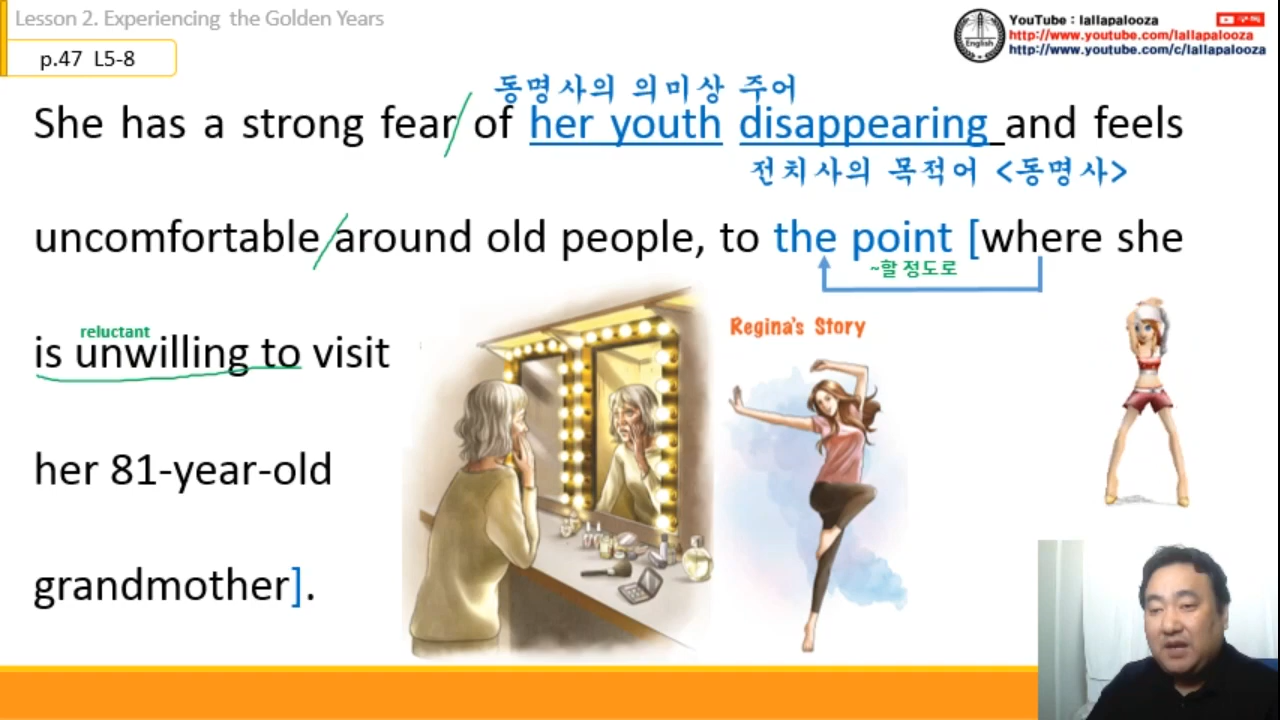 Lesson 2. Experiencing the Golden Years
YouTube : lallapalooza
구독
http://www.youtube.com/lallapalooza
http://www.youtube.com/c/lallapalooza
English
p.47 L5-8
동명사의 의미상 주어
She has a strong fear of her youth disappearing and feels
전치사의 목적어 <동명사>
uncomfortable around old people, to the point [where she
~할 정도로
reluctant
is unwilling to visit
Regina's Story
her 81-year-old
grandmother].